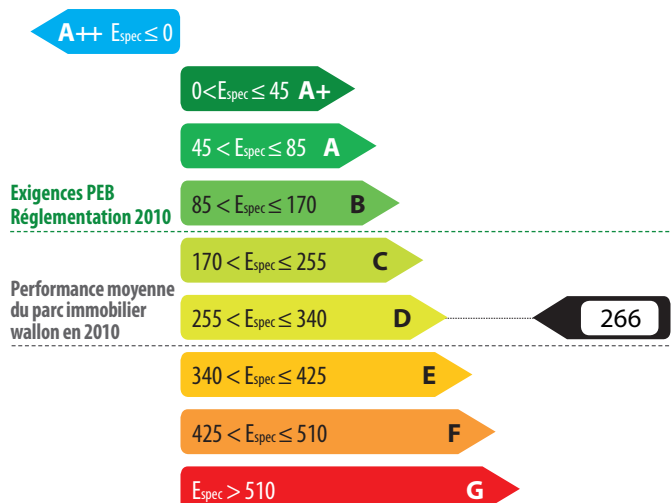 A++ Espec ≤ 0
0<Espec ≤ 45 A+
45 < Espec ≤ 85 A
Exigences PEB
Réglementation 2010
85 < Espec ≤ 170 B
170 < Espec ≤ 255 C
Performance moyenne
du parc immobilier
wallon en 2010
255 < Espec ≤ 340 D
266
340 < Espec ≤ 425 E
425 < Espec ≤ 510 F
Espec > 510 G